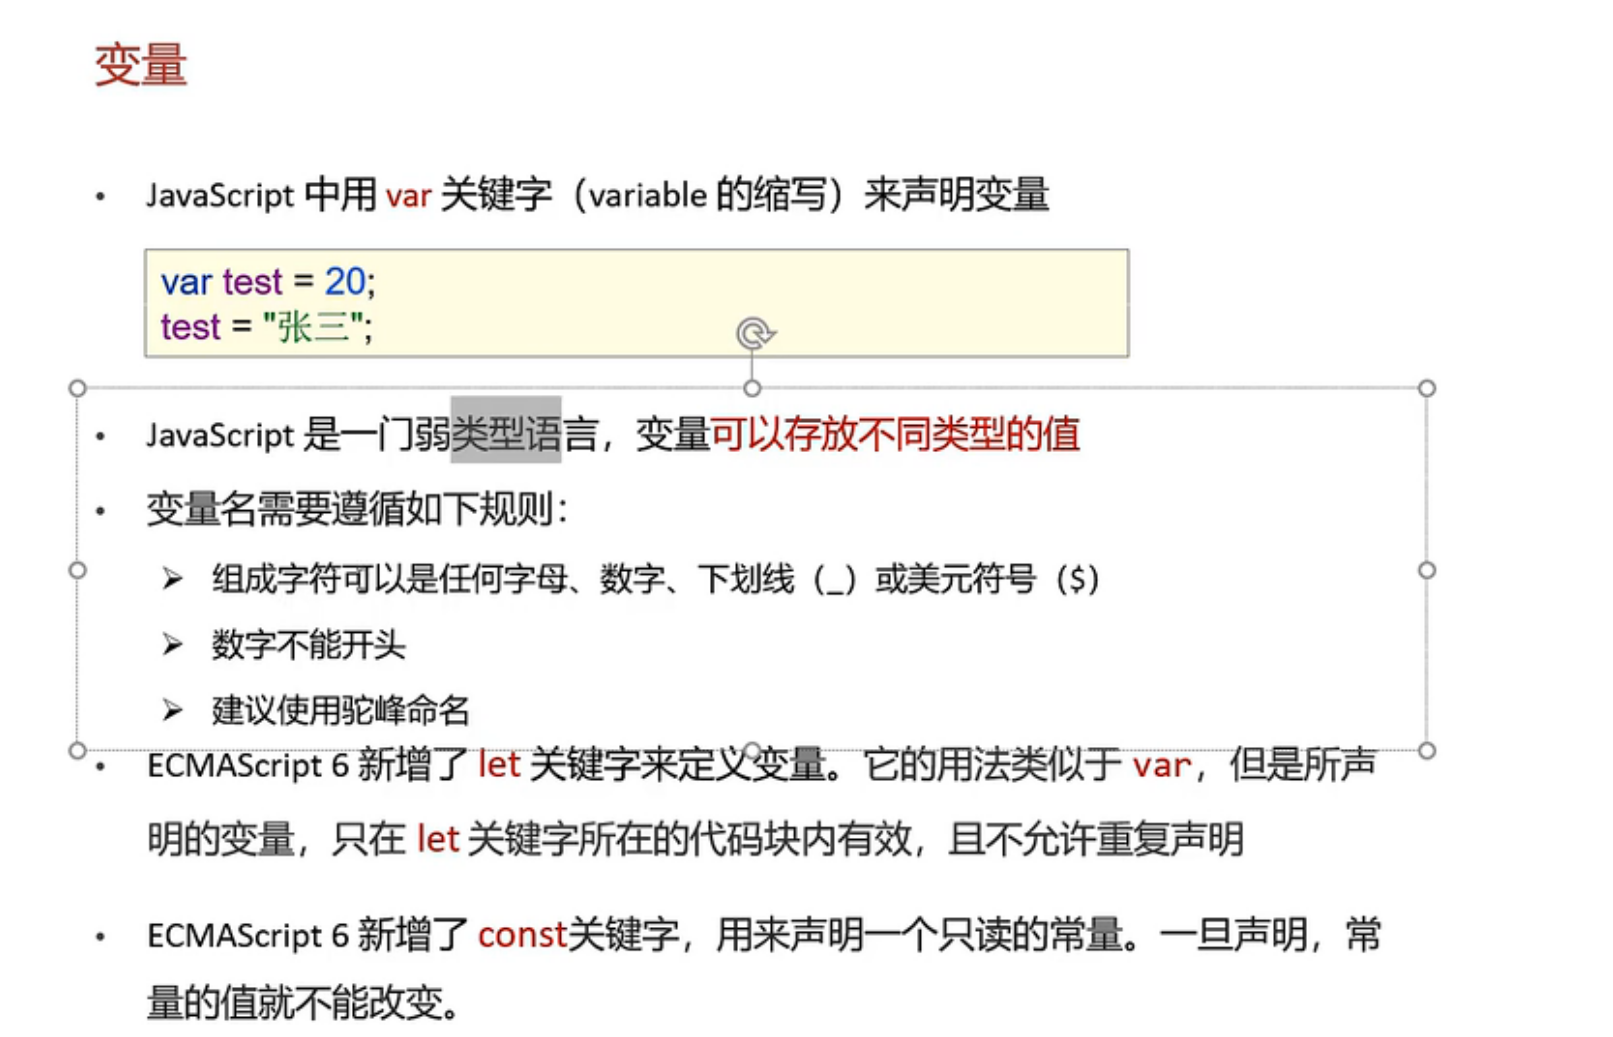 变量
• JavaScript 中用 var 关键字（variable 的缩写）来声明变量
var test = 20;
test = "张三";
• JavaScript 是一门弱类型语言，变量可以存放不同类型的值
• 变量名需要遵循如下规则：
➢ 组成字符可以是任何字母、数字、下划线（_）或美元符号（$）
➢ 数字不能开头
➢ 建议使用驼峰命名
• ECMAScript 6 新增了 let 关键字来定义变量。它的用法类似于 var，但是所声
明的变量，只在 let 关键字所在的代码块内有效，且不允许重复声明
• ECMAScript 6 新增了 const关键字，用来声明一个只读的常量。一旦声明，常
量的值就不能改变。